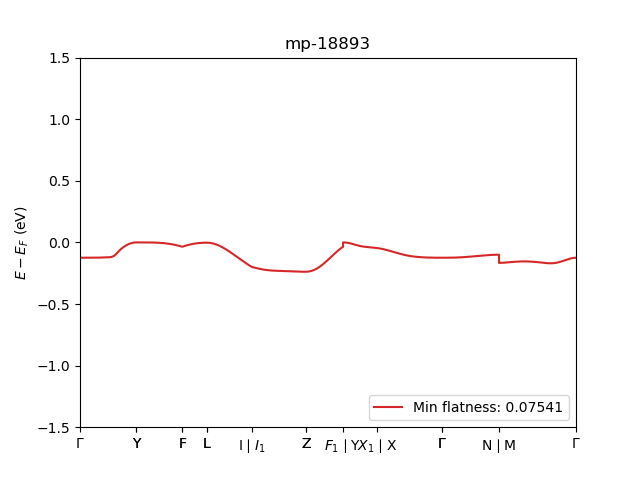 mp-18893
E − E_F (eV)
1.5
1.0
0.5
0.0
−0.5
−1.0
−1.5
Min flatness: 0.07541
Γ Y F L I | I₁ Z F₁ | YX₁ | X Γ N | M Γ